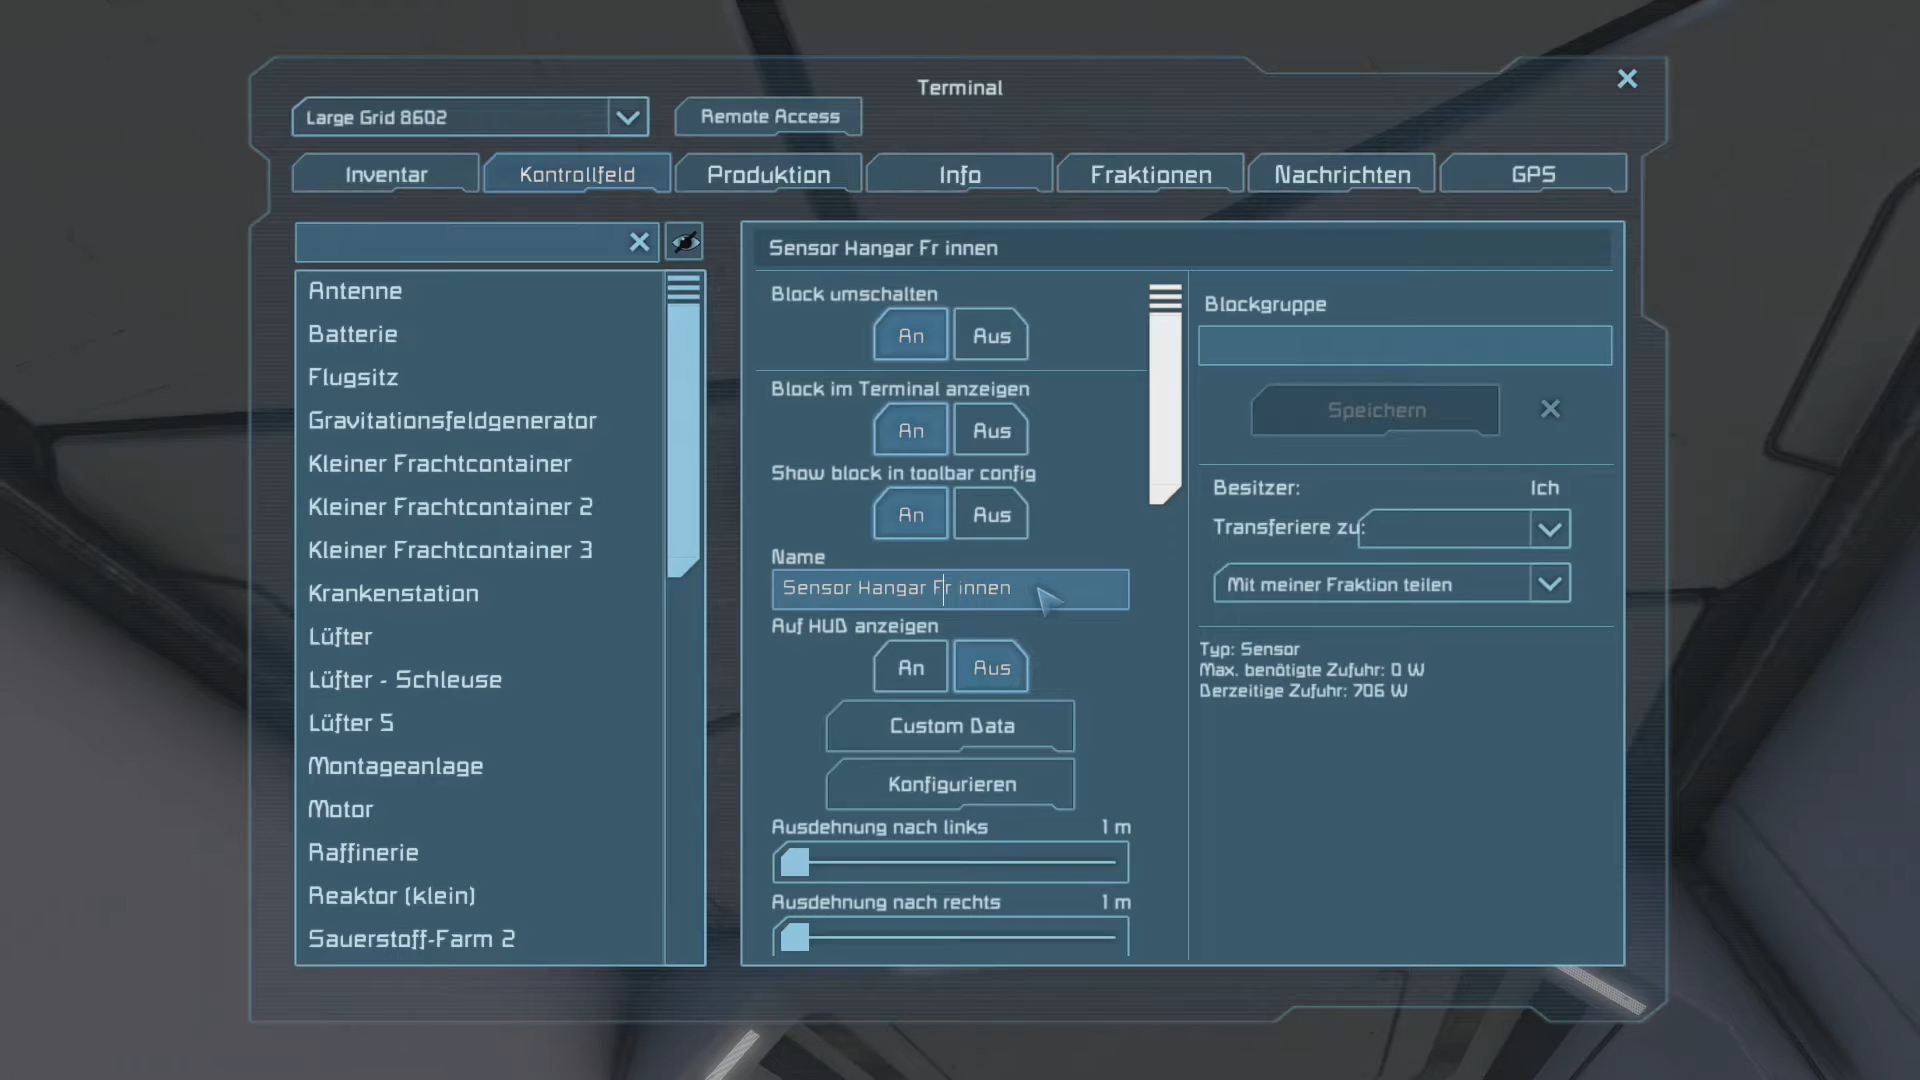 Terminal
Large Grid 8602
Remote Access
Inventar
Kontrollfeld
Produktion
Info
Fraktionen
Nachrichten
GPS
Antenne
Batterie
Flugsitz
Gravitationsfeldgenerator
Kleiner Frachtcontainer
Kleiner Frachtcontainer 2
Kleiner Frachtcontainer 3
Krankenstation
Lüfter
Lüfter - Schleuse
Lüfter 5
Montageanlage
Motor
Raffinerie
Reaktor (klein)
Sauerstoff-Farm 2
Sensor Hangar Fr innen
Block umschalten
An Aus
Block im Terminal anzeigen
An Aus
Show block in toolbar config
An Aus
Name
Sensor Hangar Fr innen
Auf HUD anzeigen
An Aus
Custom Data
Konfigurieren
Ausdehnung nach links 1 m
Ausdehnung nach rechts 1 m
Blockgruppe
Speichern
Besitzer: Ich
Transferiere zu:
Mit meiner Fraktion teilen
Typ: Sensor
Max. benötigte Zufuhr: 0 W
Derzeitige Zufuhr: 706 W